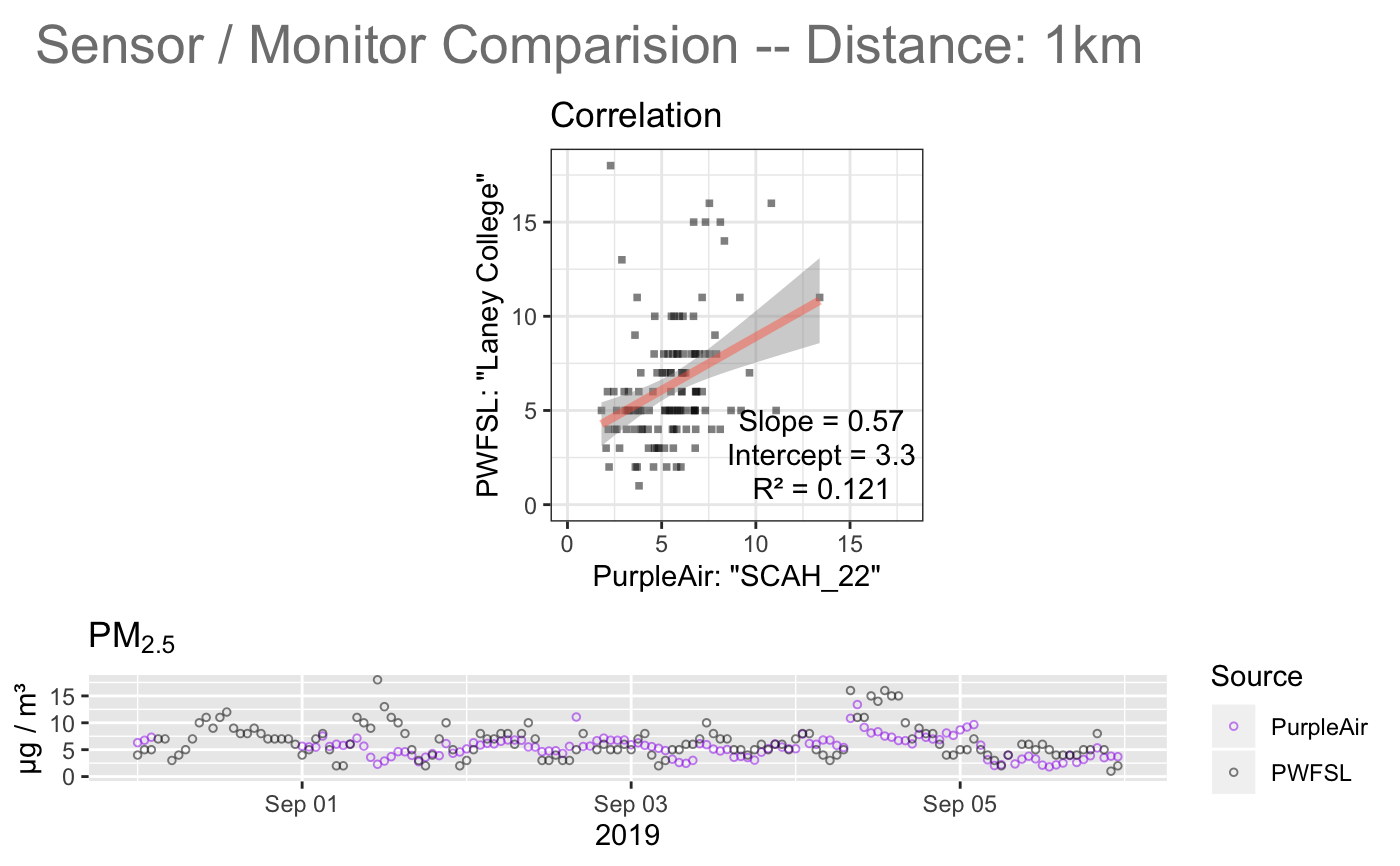 Sensor / Monitor Comparision -- Distance: 1km
Correlation
PWFSL: "Laney College"
15
10
5
0
Slope = 0.57
Intercept = 3.3
R² = 0.121
0 5 10 15
PurpleAir: "SCAH_22"
PM2.5
µg / m³
15
10
5
0
Sep 01 Sep 03 Sep 05
2019
Source
PurpleAir
PWFSL